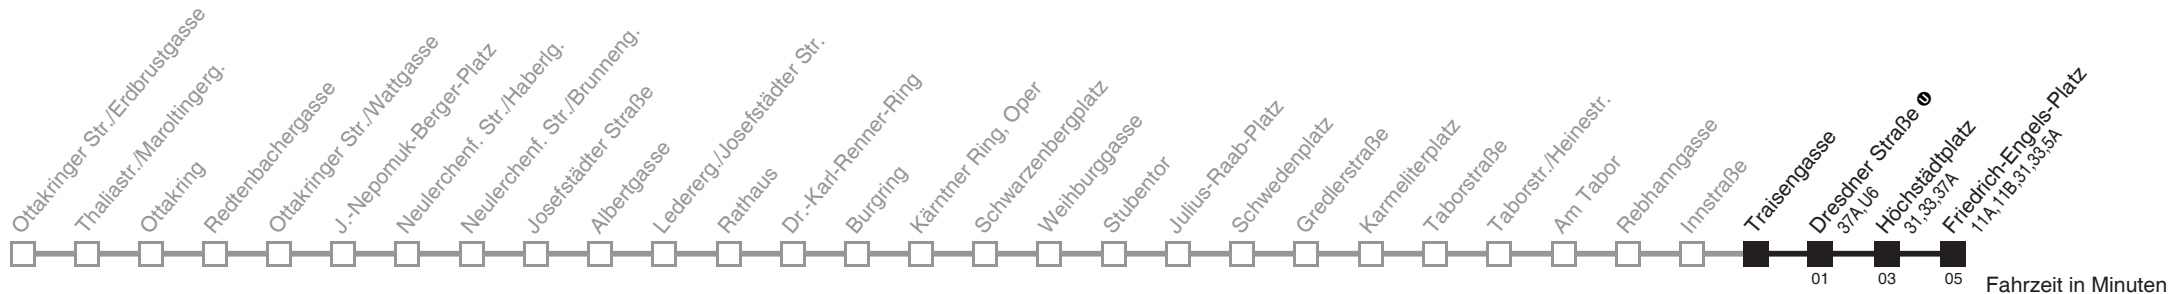 Ottakringer Str./Erdbrustgasse
Thaliastr./Maroltingerg.
Ottakring
Redtenbachergasse
Ottakringer Str./Wattgasse
J.-Nepomuk-Berger-Platz
Neulerchenf. Str./Haberlg.
Neulerchenf. Str./Brunneng.
Josefstädter Straße
Albertgasse
Ledererg./Josefstädter Str.
Rathaus
Dr.-Karl-Renner-Ring
Burgring
Kärntner Ring, Oper
Schwarzenbergplatz
Weihburggasse
Stubentor
Julius-Raab-Platz
Schwedenplatz
Gredlerstraße
Karmeliterplatz
Taborstraße
Taborstr./Heinestr.
Am Tabor
Rebhanngasse
Innstraße
Traisengasse
Dresdner Straße U
37A,U6
Höchstädtplatz
31,33,37A
Friedrich-Engels-Platz
11A,11B,31,33,5A
01
03
05
Fahrzeit in Minuten